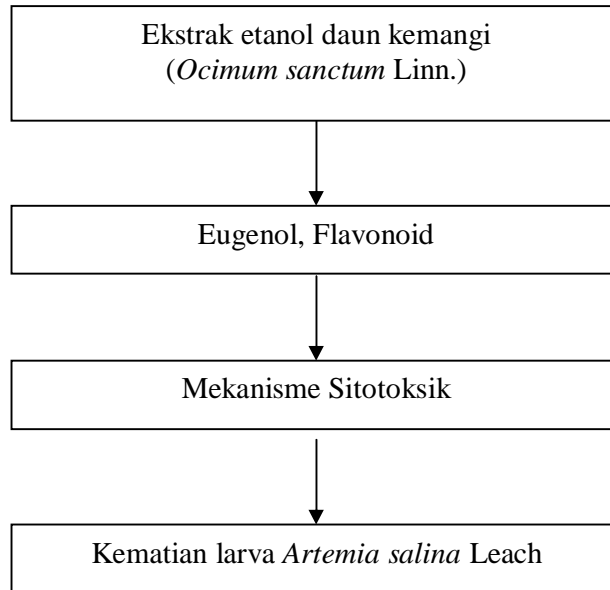 Ekstrak etanol daun kemangi
(Ocimum sanctum Linn.)
Eugenol, Flavonoid
Mekanisme Sitotoksik
Kematian larva Artemia salina Leach